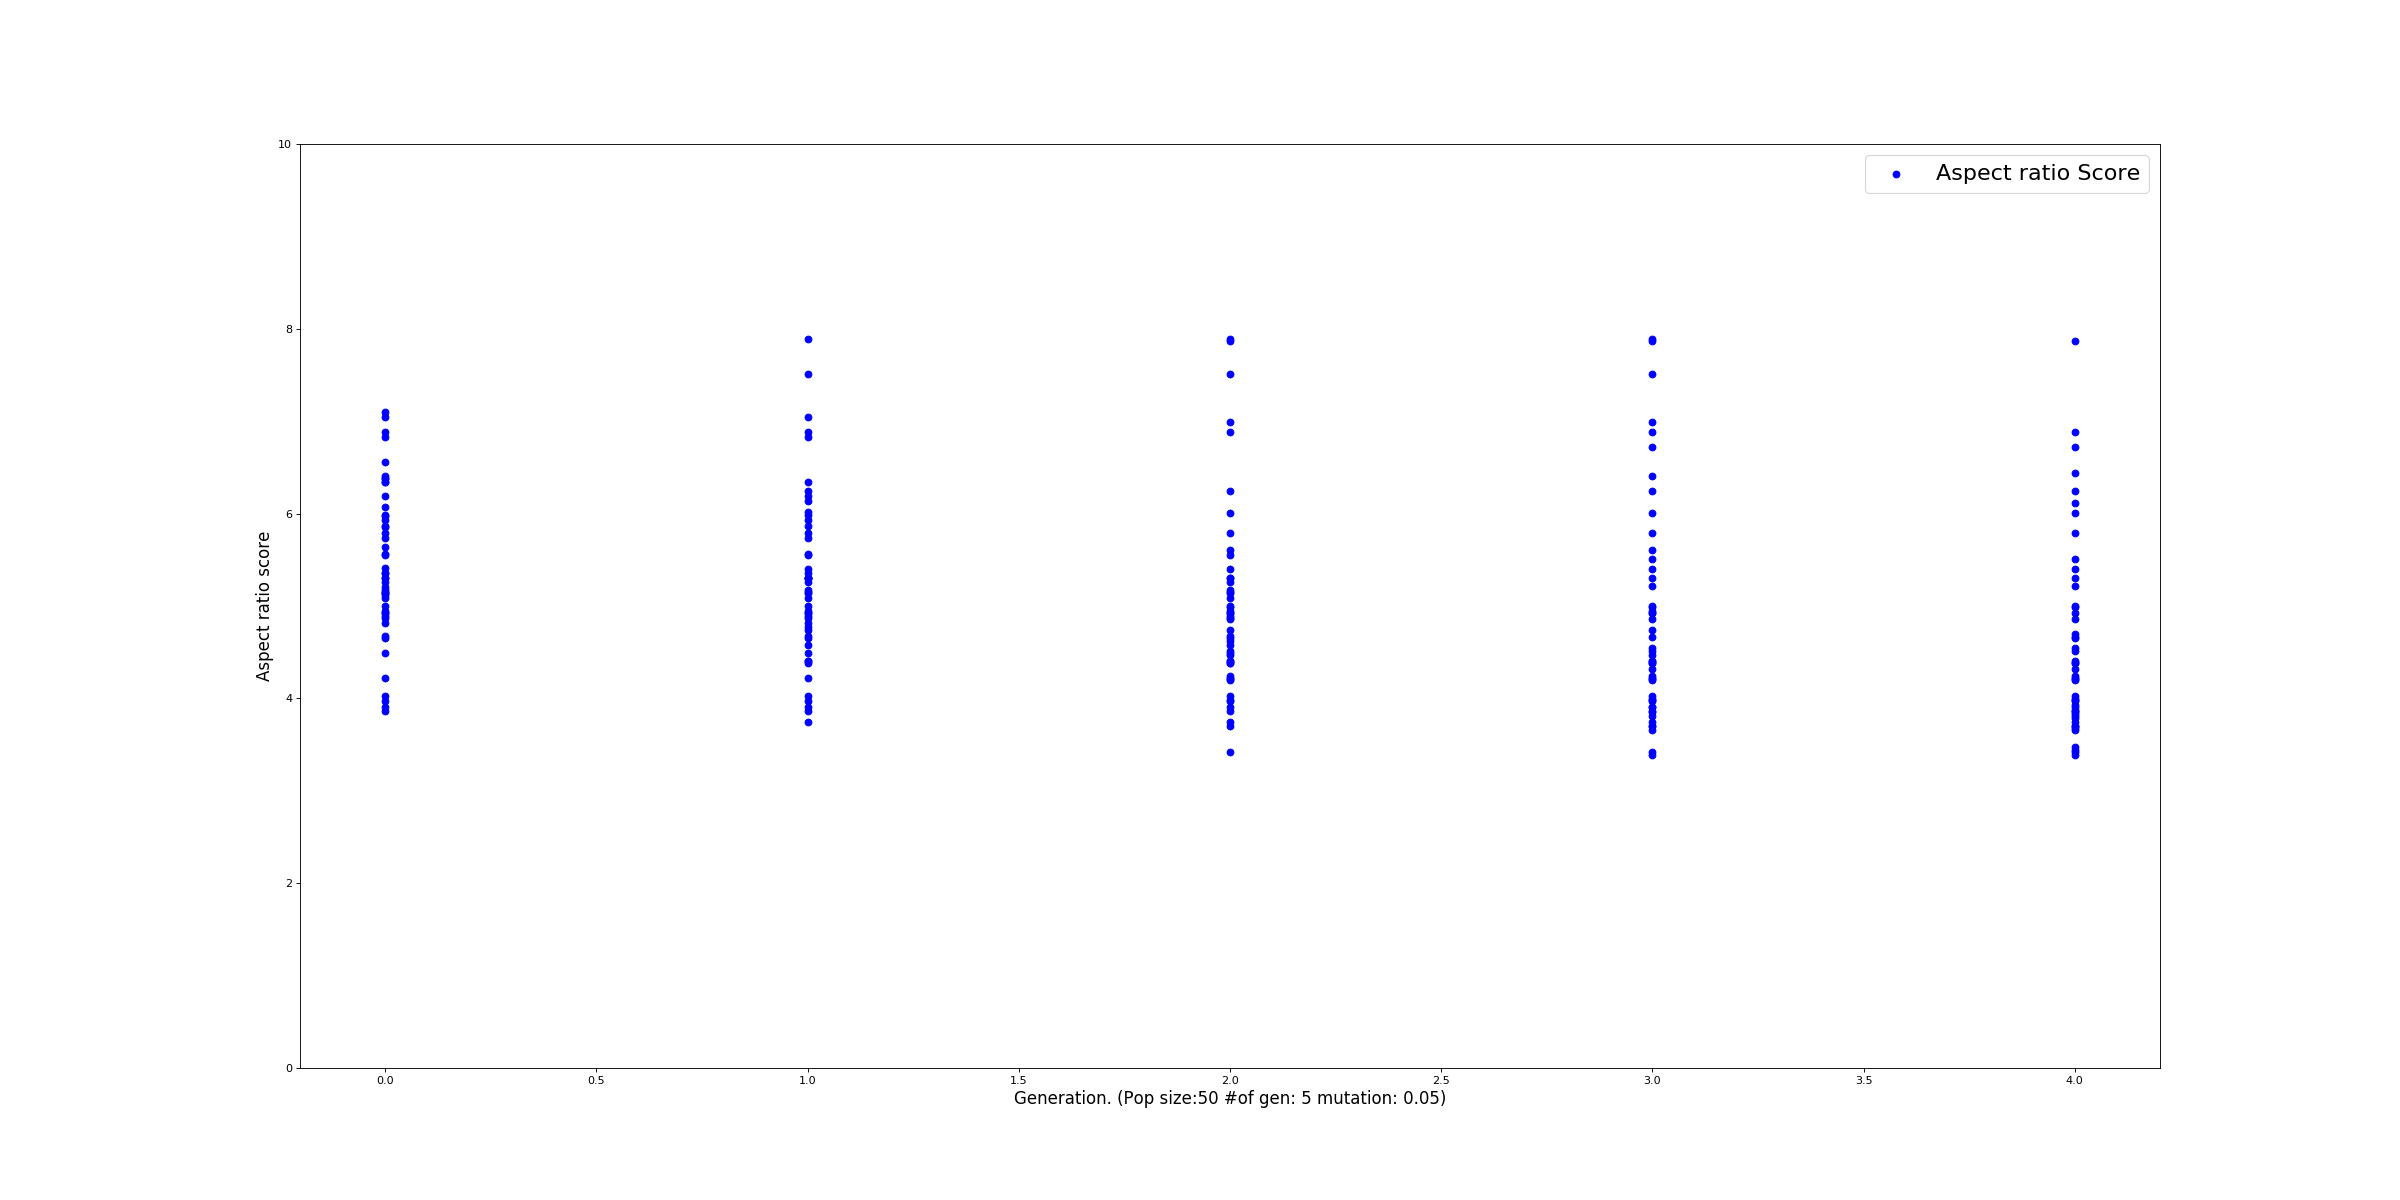 Aspect ratio Score
10
8
6
4
2
0
Aspect ratio score
0.0 0.5 1.0 1.5 2.0 2.5 3.0 3.5 4.0
Generation. (Pop size:50 #of gen: 5 mutation: 0.05)